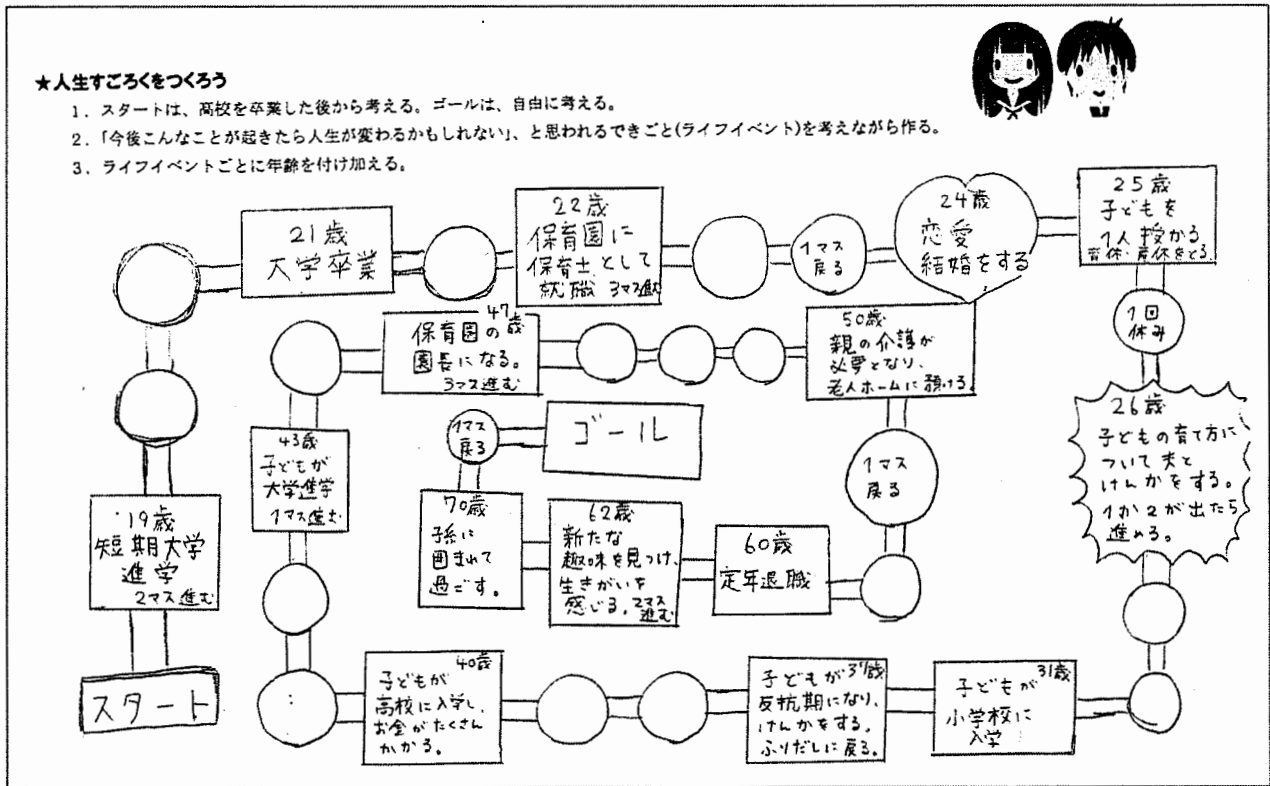 ★人生すごろくをつくろう
1．スタートは、高校を卒業した後から考える。ゴールは、自由に考える。
2．「今後こんなことが起きたら人生が変わるかもしれない」、と思われるできごと(ライフイベント)を考えながら作る。
3．ライフイベントごとに年齢を付け加える。
スタート
19歳
短期大学
進学
2マス進む
21歳
大学卒業
22歳
保育園に
保育士として
就職 3マス進む
1マス
戻る
24歳
恋愛
結婚をする
25歳
子どもを
1人授かる
育休・産休をとる
1回
休み
26歳
子どもの育て方に
ついて夫と
けんかをする。
1か2が出たら
進める。
31歳
子どもが
小学校に
入学
37歳
子どもが
反抗期になり、
けんかをする。
ふりだしに戻る。
40歳
子どもが
高校に入学し、
お金がたくさん
かかる。
43歳
子どもが
大学進学
1マス進む
47歳
保育園の
園長になる。
3マス進む
50歳
親の介護が
必要となり、
老人ホームに預ける。
1マス
戻る
60歳
定年退職
62歳
新たな
趣味を見つけ、
生きがいを
感じる。2マス
進む
70歳
孫に
囲まれて
過ごす。
1マス
戻る
ゴール